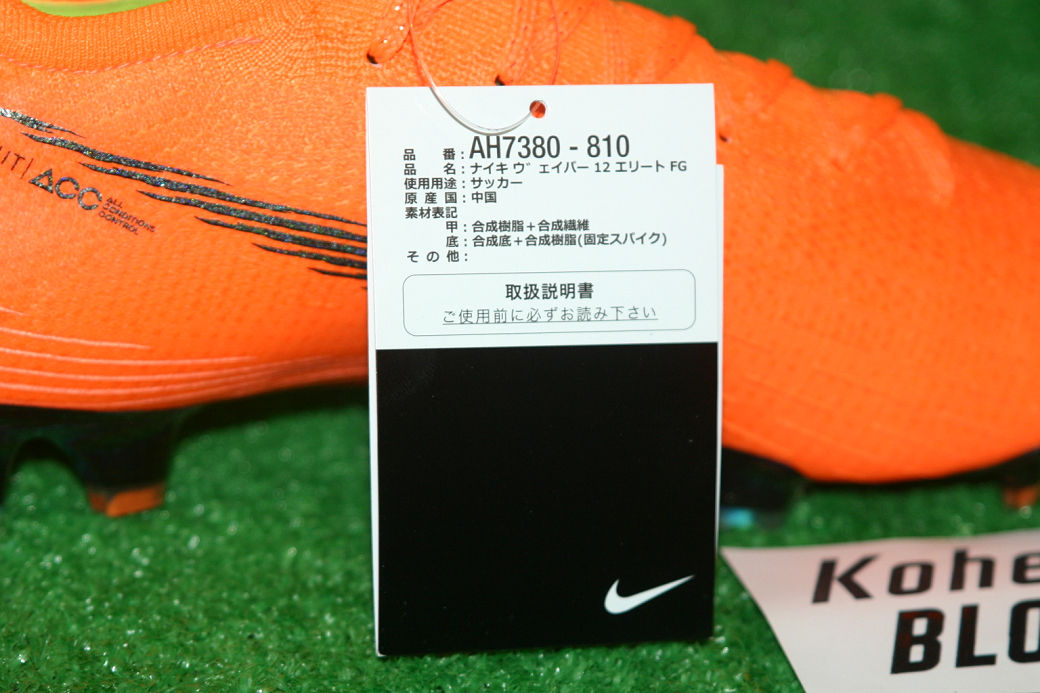 品 番：AH7380 - 810
品 名：ナイキ ヴェイパー 12 エリート FG
使用用途：サッカー
原 産 国：中国
素材表記
甲：合成樹脂＋合成繊維
底：合成底＋合成樹脂(固定スパイク)
そ の 他：
取扱説明書
ご使用前に必ずお読み下さい
ACC
ALL
CONDITIONS
CONTROL